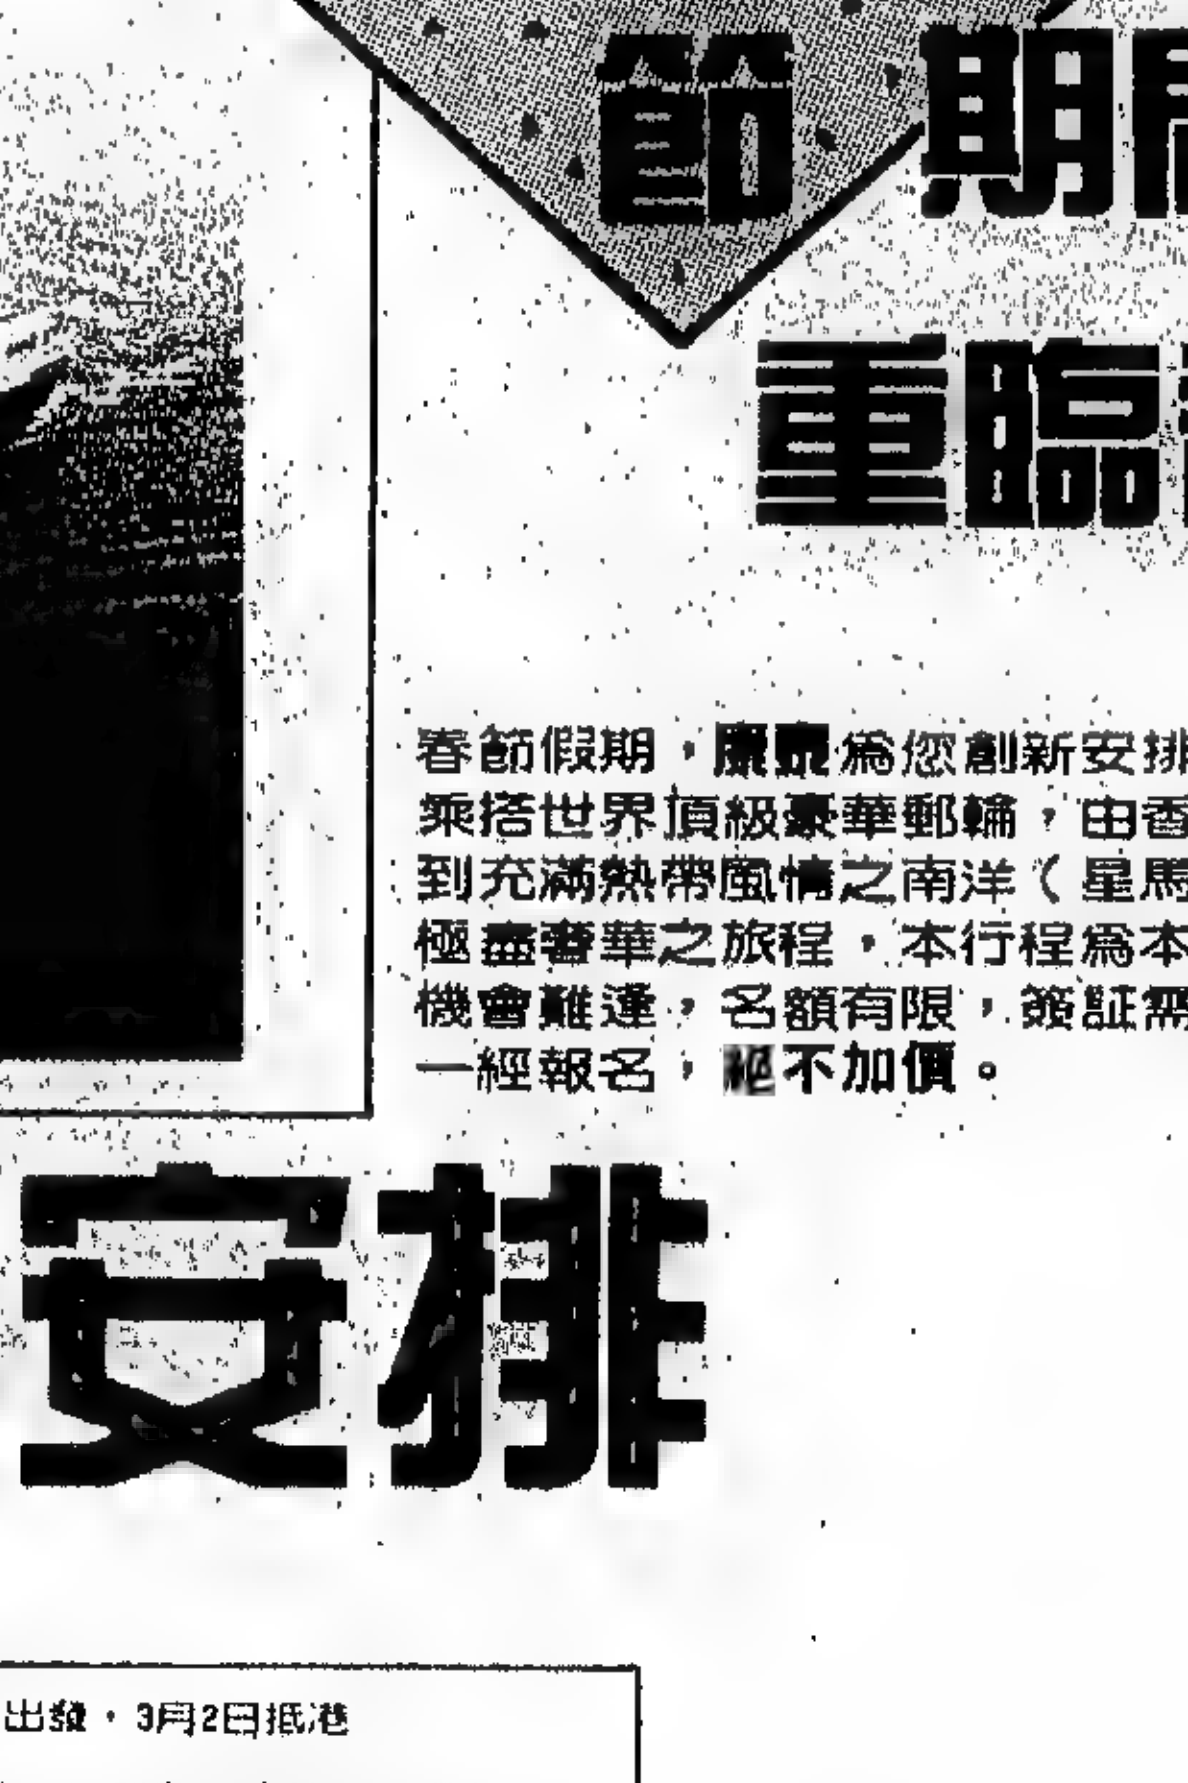 節 期
重臨
春節假期，康泰為您創新安排
乘搭世界頂級豪華郵輪，由香
到充滿熱帶風情之南洋（星馬
極盡奢華之旅程，本行程為本
機會難逢，名額有限，簽証需
一經報名，絕不加價。
安排
出發，3月2日抵港